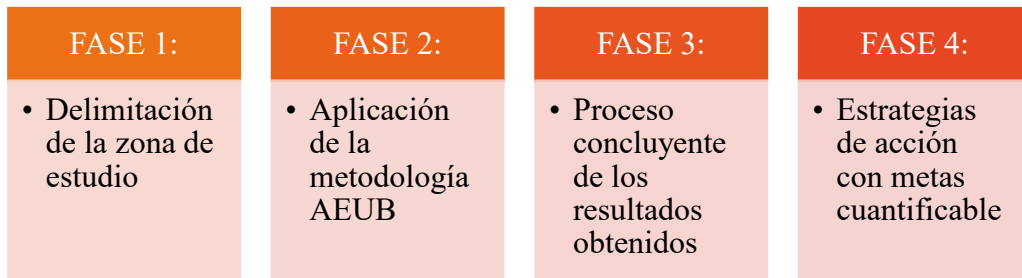 FASE 1:
• Delimitación
de la zona de
estudio
FASE 2:
• Aplicación
de la
metodología
AEUB
FASE 3:
• Proceso
concluyente
de los
resultados
obtenidos
FASE 4:
• Estrategias
de acción
con metas
cuantificable